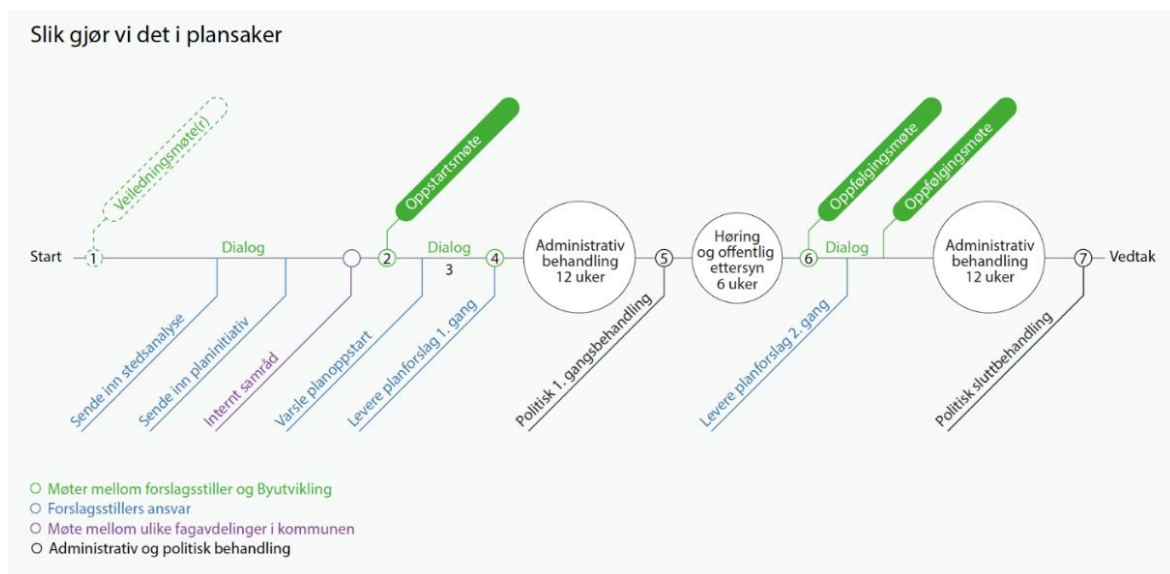 Slik gjør vi det i plansaker
Veiledningsmøte(r)
Oppstartsmøte
Oppfølgingsmøte
Oppfølgingsmøte
Start
1
Dialog
2
Dialog
3
4
Administrativ
behandling
12 uker
5
Høring
og offentlig
ettersyn
6 uker
6
Dialog
Administrativ
behandling
12 uker
7
Vedtak
Sende inn stedsanalyse
Sende inn planinitiativ
Internt samråd
Varsle planoppstart
Levere planforslag 1. gang
Politisk 1. gangsbehandling
Levere planforslag 2. gang
Politisk sluttbehandling
Møter mellom forslagsstiller og Byutvikling
Forslagsstillers ansvar
Møte mellom ulike fagavdelinger i kommunen
Administrativ og politisk behandling